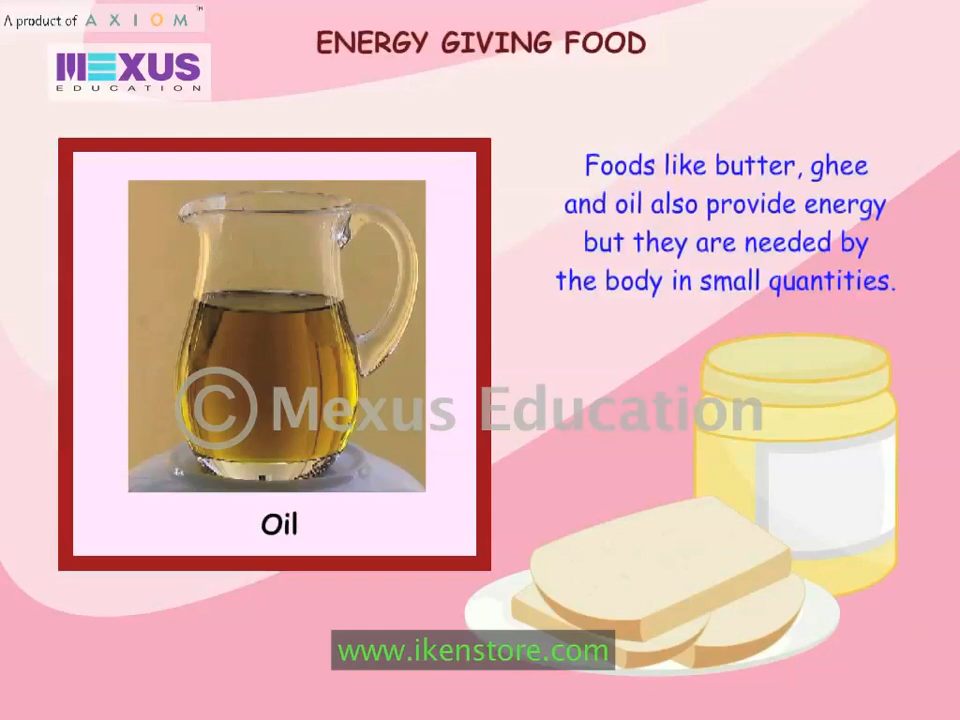 A product of AXIOM™
MEXUS
EDUCATION
ENERGY GIVING FOOD
Foods like butter, ghee
and oil also provide energy
but they are needed by
the body in small quantities.
© Mexus Education
Oil
www.ikenstore.com